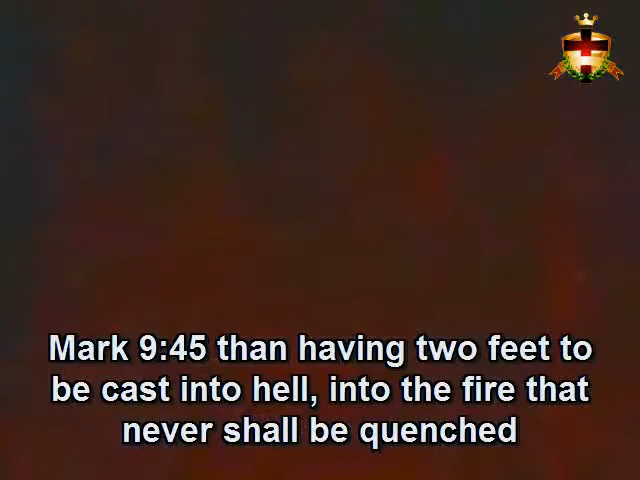 Mark 9:45 than having two feet to
be cast into hell, into the fire that
never shall be quenched